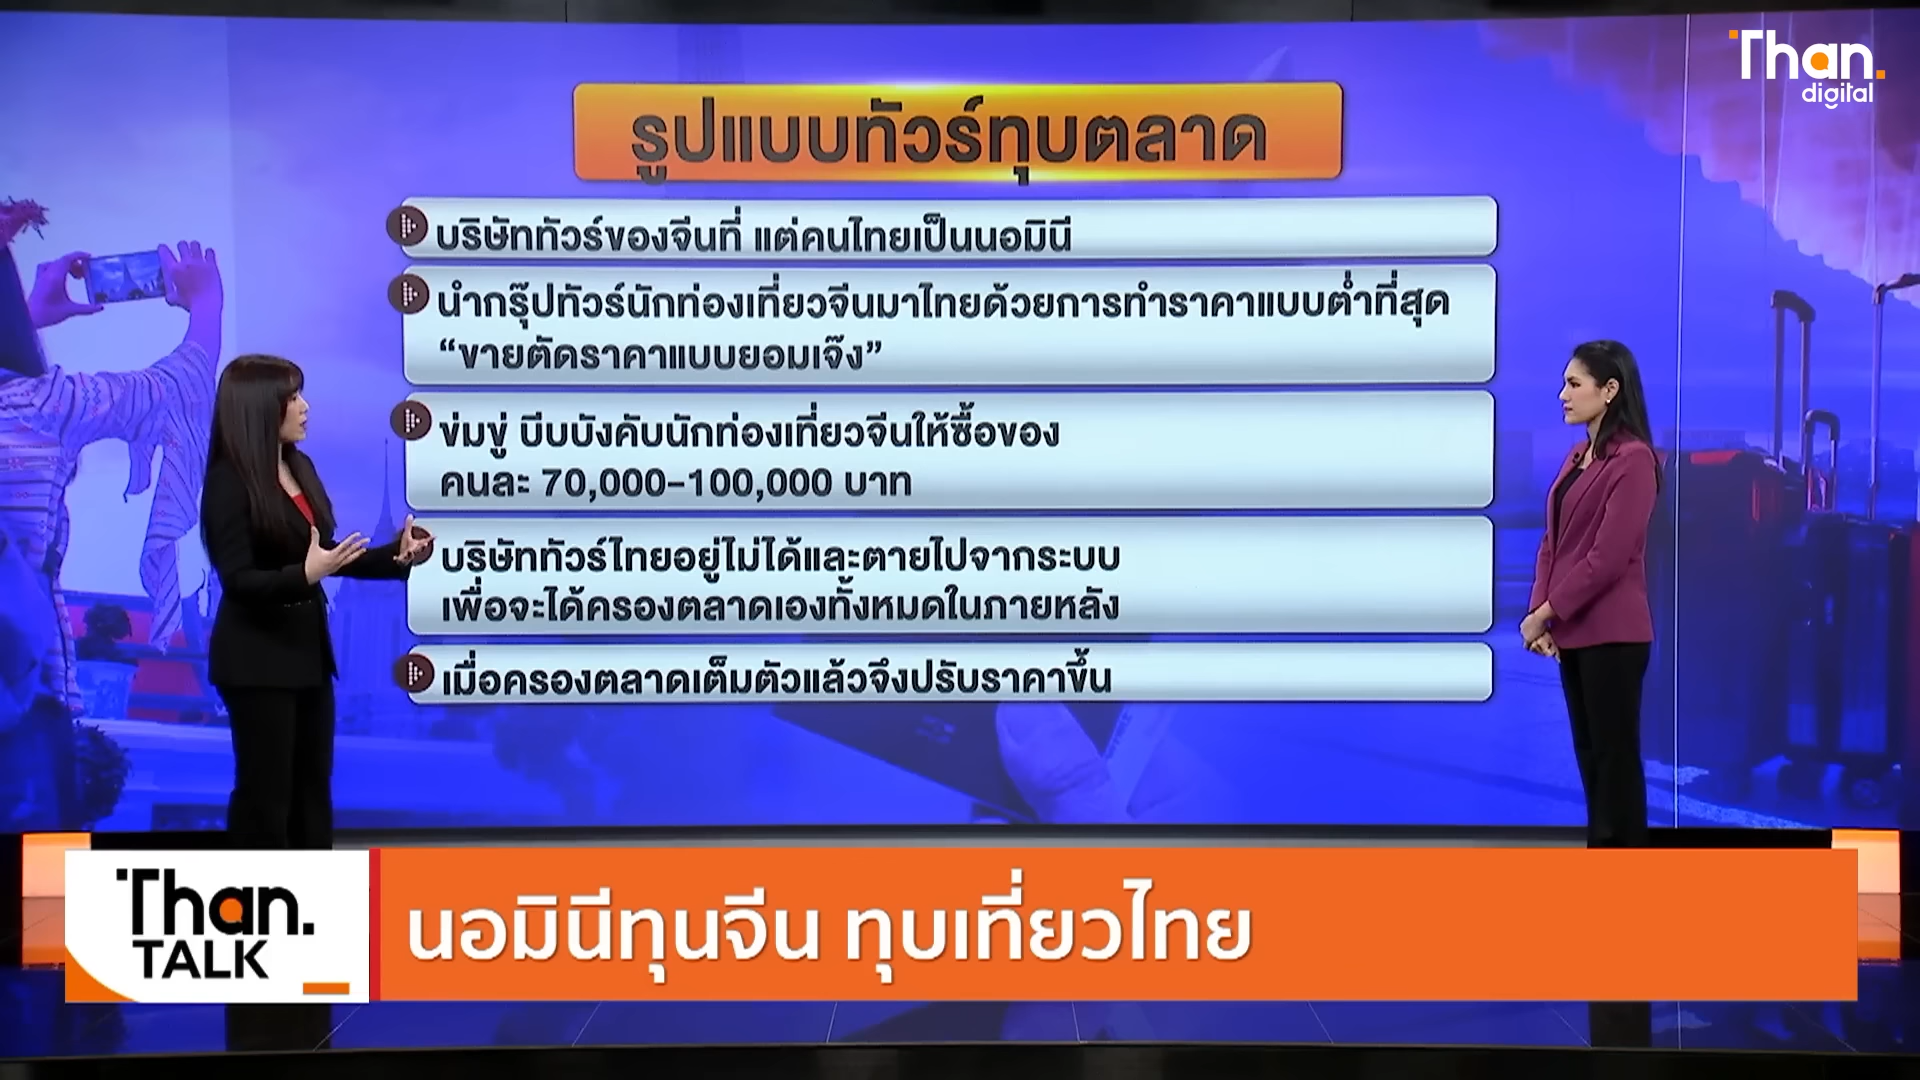 Than.
digital
รูปแบบทัวร์ทุบตลาด
บริษัททัวร์ของจีนที่ แต่คนไทยเป็นนอมินี
นำกรุ๊ปทัวร์นักท่องเที่ยวจีนมาไทยด้วยการทำราคาแบบต่ำที่สุด
“ขายตัดราคาแบบยอมเจ๊ง”
ข่มขู่ บีบบังคับนักท่องเที่ยวจีนให้ซื้อของ
คนละ 70,000-100,000 บาท
บริษัททัวร์ไทยอยู่ไม่ได้และตายไปจากระบบ
เพื่อจะได้ครองตลาดเองทั้งหมดในภายหลัง
เมื่อครองตลาดเต็มตัวแล้วจึงปรับราคาขึ้น
Than.
TALK
นอมินีทุนจีน ทุบเที่ยวไทย